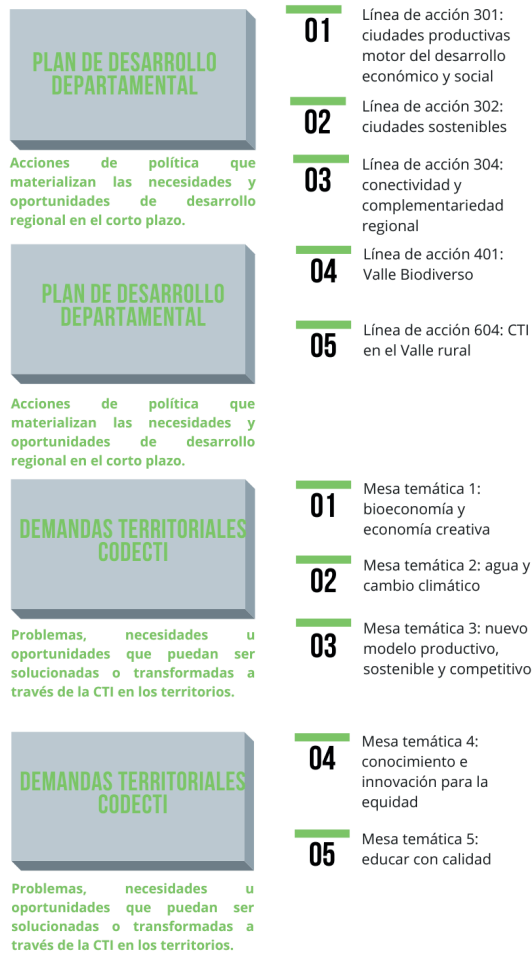 PLAN DE DESARROLLO
DEPARTAMENTAL
Acciones de política que
materializan las necesidades y
oportunidades de desarrollo
regional en el corto plazo.
01
Línea de acción 301:
ciudades productivas
motor del desarrollo
económico y social
02
Línea de acción 302:
ciudades sostenibles
03
Línea de acción 304:
conectividad y
complementariedad
regional
PLAN DE DESARROLLO
DEPARTAMENTAL
Acciones de política que
materializan las necesidades y
oportunidades de desarrollo
regional en el corto plazo.
04
Línea de acción 401:
Valle Biodiverso
05
Línea de acción 604: CTI
en el Valle rural
DEMANDAS TERRITORIALES
CODECTI
Problemas, necesidades u
oportunidades que puedan ser
solucionadas o transformadas a
través de la CTI en los territorios.
01
Mesa temática 1:
bioeconomía y
economía creativa
02
Mesa temática 2: agua y
cambio climático
03
Mesa temática 3: nuevo
modelo productivo,
sostenible y competitivo
DEMANDAS TERRITORIALES
CODECTI
Problemas, necesidades u
oportunidades que puedan ser
solucionadas o transformadas a
través de la CTI en los territorios.
04
Mesa temática 4:
conocimiento e
innovación para la
equidad
05
Mesa temática 5:
educar con calidad